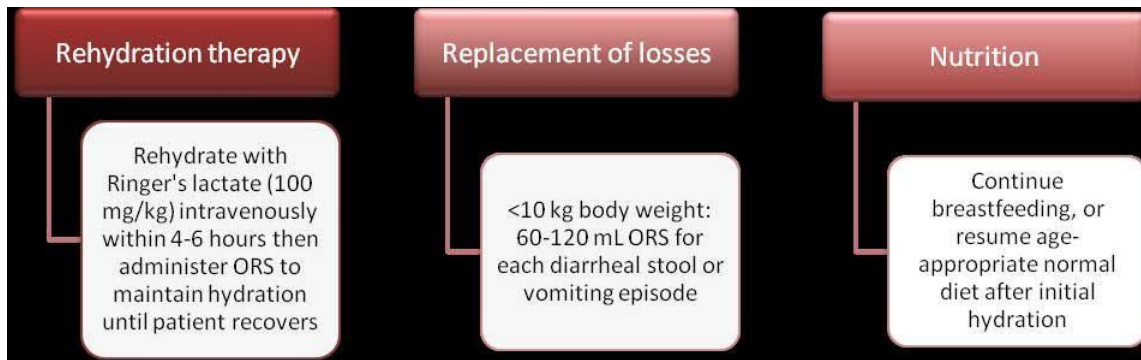 Rehydration therapy
Rehydrate with
Ringer's lactate (100
mg/kg) intravenously
within 4-6 hours then
administer ORS to
maintain hydration
until patient recovers
Replacement of losses
<10 kg body weight:
60-120 mL ORS for
each diarrheal stool or
vomiting episode
Nutrition
Continue
breastfeeding, or
resume age-
appropriate normal
diet after initial
hydration